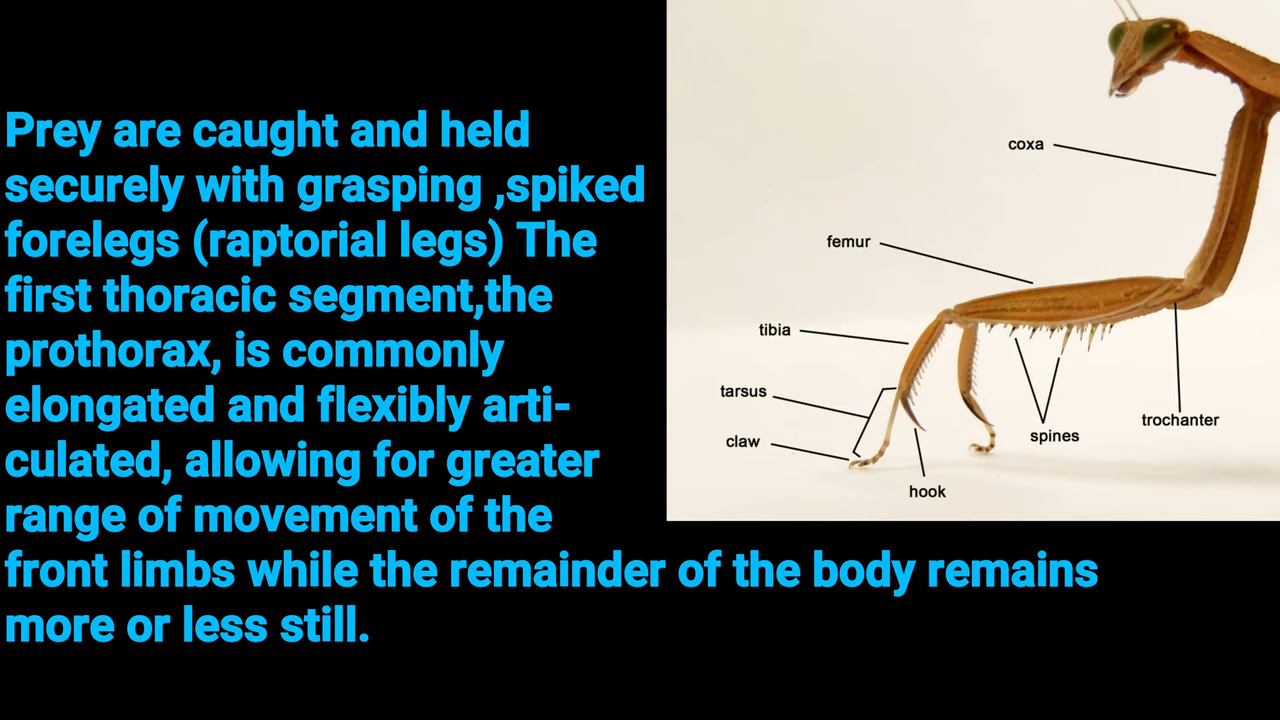 Prey are caught and held
securely with grasping ,spiked
forelegs (raptorial legs) The
first thoracic segment,the
prothorax, is commonly
elongated and flexibly arti-
culated, allowing for greater
range of movement of the
front limbs while the remainder of the body remains
more or less still.
coxa
femur
tibia
tarsus
claw
hook
spines
trochanter